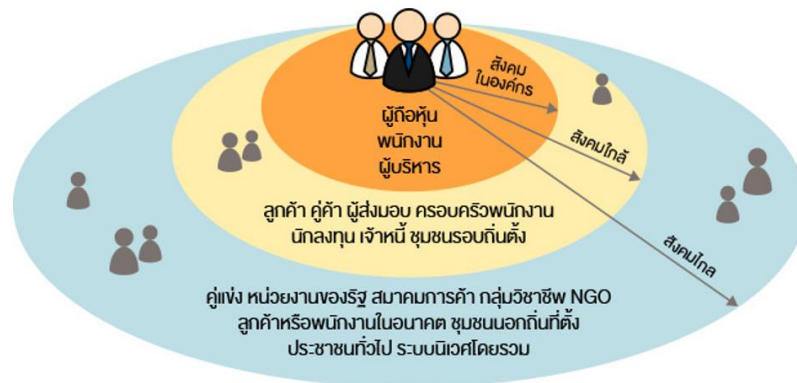 สังคม
ในองค์กร
ผู้ถือหุ้น
พนักงาน
ผู้บริหาร
สังคมใกล้
ลูกค้า คู่ค้า ผู้ส่งมอบ ครอบครัวพนักงาน
นักลงทุน เจ้าหนี้ ชุมชนรอบถิ่นตั้ง
สังคมไกล
คู่แข่ง หน่วยงานของรัฐ สมาคมการค้า กลุ่มวิชาชีพ NGO
ลูกค้าหรือพนักงานในอนาคต ชุมชนนอกถิ่นที่ตั้ง
ประชาชนทั่วไป ระบบนิเวศโดยรวม